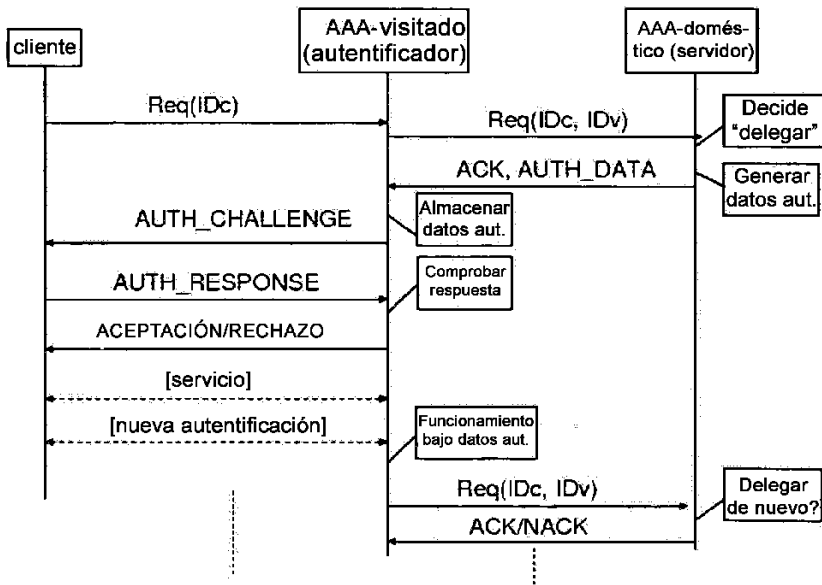 cliente
AAA-visitado
(autentificador)
AAA-domés-
tico (servidor)
Req(IDc)
Req(IDc, IDv)
Decide
“delegar”
ACK, AUTH_DATA
Generar
datos aut.
AUTH_CHALLENGE
Almacenar
datos aut.
AUTH_RESPONSE
Comprobar
respuesta
ACEPTACIÓN/RECHAZO
[servicio]
[nueva autentificación]
Funcionamiento
bajo datos aut.
Req(IDc, IDv)
Delegar
de nuevo?
ACK/NACK